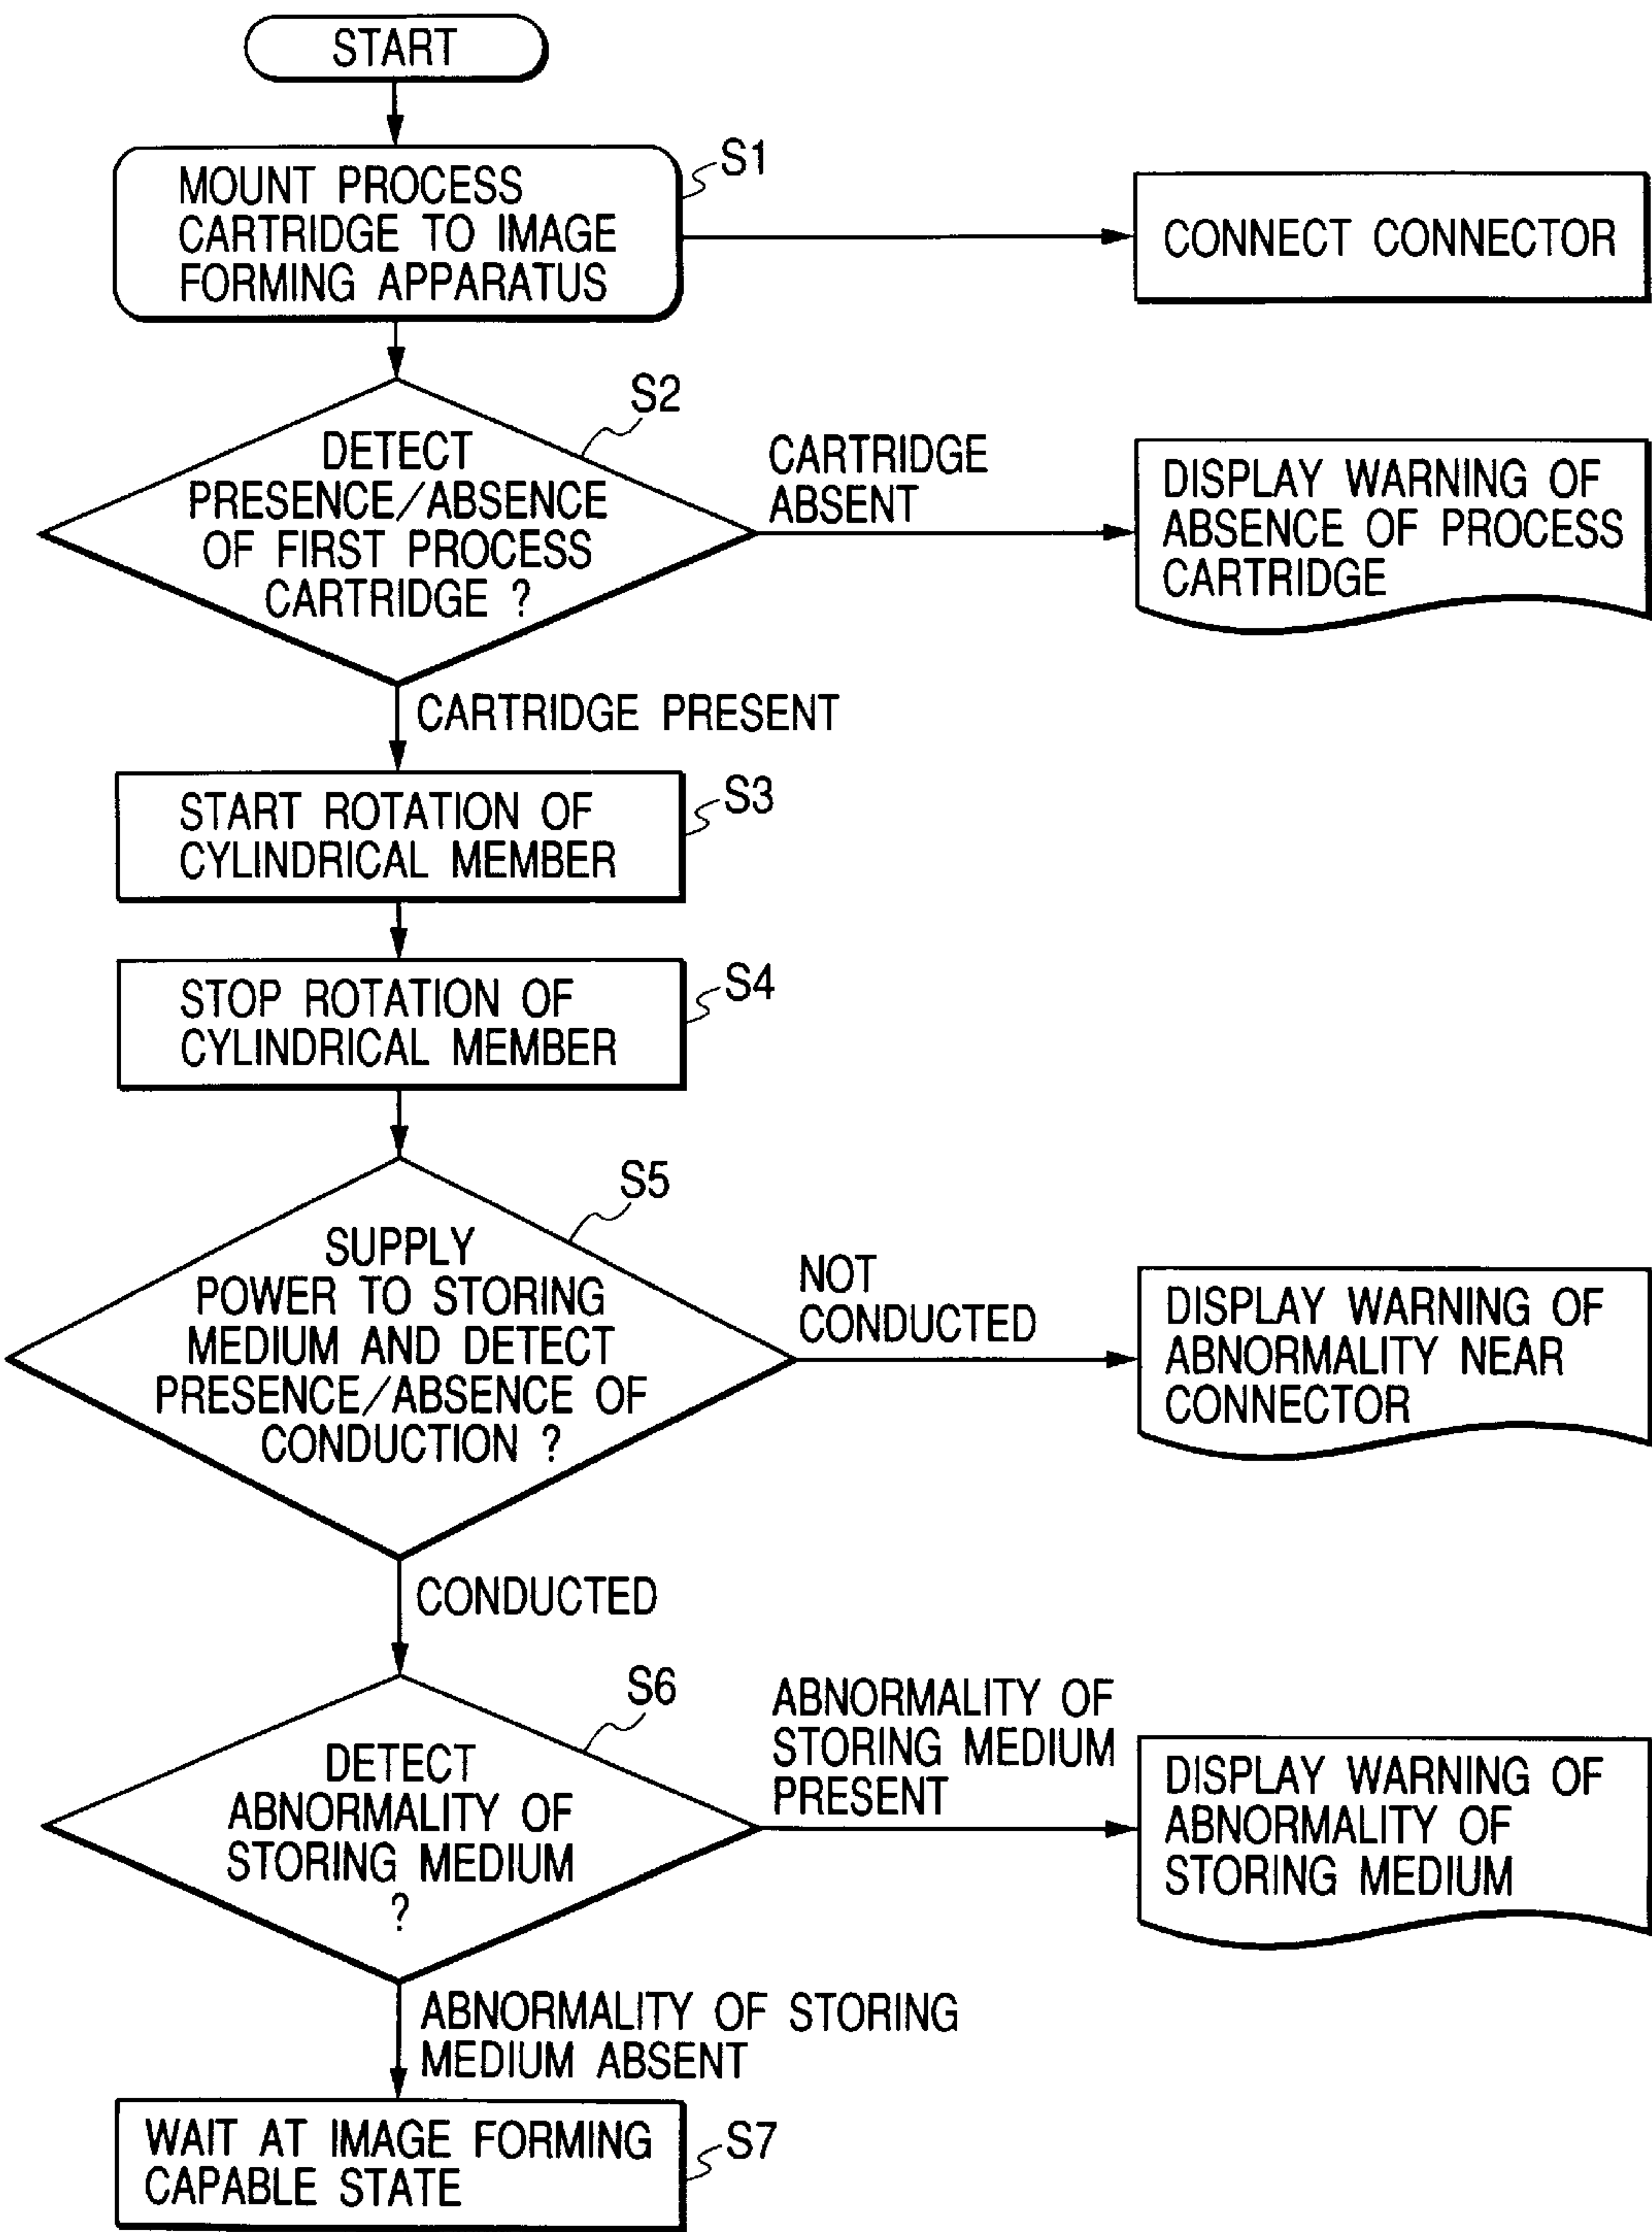 START
MOUNT PROCESS
CARTRIDGE TO IMAGE
FORMING APPARATUS
S1
CONNECT CONNECTOR
S2
DETECT
PRESENCE/ABSENCE
OF FIRST PROCESS
CARTRIDGE ?
CARTRIDGE
ABSENT
DISPLAY WARNING OF
ABSENCE OF PROCESS
CARTRIDGE
CARTRIDGE PRESENT
START ROTATION OF
CYLINDRICAL MEMBER
S3
STOP ROTATION OF
CYLINDRICAL MEMBER
S4
S5
SUPPLY
POWER TO STORING
MEDIUM AND DETECT
PRESENCE/ABSENCE OF
CONDUCTION ?
NOT
CONDUCTED
DISPLAY WARNING OF
ABNORMALITY NEAR
CONNECTOR
CONDUCTED
S6
DETECT
ABNORMALITY OF
STORING MEDIUM
?
ABNORMALITY OF
STORING MEDIUM
PRESENT
DISPLAY WARNING OF
ABNORMALITY OF
STORING MEDIUM
ABNORMALITY OF STORING
MEDIUM ABSENT
WAIT AT IMAGE FORMING
CAPABLE STATE
S7